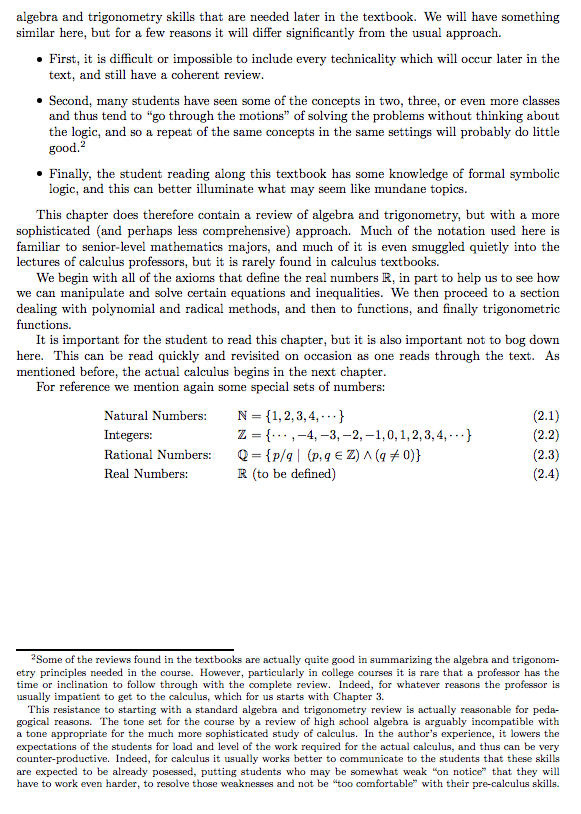 algebra and trigonometry skills that are needed later in the textbook. We will have something
similar here, but for a few reasons it will differ significantly from the usual approach.
• First, it is difficult or impossible to include every technicality which will occur later in the
text, and still have a coherent review.
• Second, many students have seen some of the concepts in two, three, or even more classes
and thus tend to “go through the motions” of solving the problems without thinking about
the logic, and so a repeat of the same concepts in the same settings will probably do little
good.²
• Finally, the student reading along this textbook has some knowledge of formal symbolic
logic, and this can better illuminate what may seem like mundane topics.
This chapter does therefore contain a review of algebra and trigonometry, but with a more
sophisticated (and perhaps less comprehensive) approach. Much of the notation used here is
familiar to senior-level mathematics majors, and much of it is even smuggled quietly into the
lectures of calculus professors, but it is rarely found in calculus textbooks.
We begin with all of the axioms that define the real numbers ℝ, in part to help us to see how
we can manipulate and solve certain equations and inequalities. We then proceed to a section
dealing with polynomial and radical methods, and then to functions, and finally trigonometric
functions.
It is important for the student to read this chapter, but it is also important not to bog down
here. This can be read quickly and revisited on occasion as one reads through the text. As
mentioned before, the actual calculus begins in the next chapter.
For reference we mention again some special sets of numbers:
Natural Numbers: ℕ = {1, 2, 3, 4, ⋯} (2.1)
Integers: ℤ = {⋯ , −4, −3, −2, −1, 0, 1, 2, 3, 4, ⋯} (2.2)
Rational Numbers: ℚ = {p/q | (p, q ∈ ℤ) ∧ (q ≠ 0)} (2.3)
Real Numbers: ℝ (to be defined) (2.4)
²Some of the reviews found in the textbooks are actually quite good in summarizing the algebra and trigonom-
etry principles needed in the course. However, particularly in college courses it is rare that a professor has the
time or inclination to follow through with the complete review. Indeed, for whatever reasons the professor is
usually impatient to get to the calculus, which for us starts with Chapter 3.
This resistance to starting with a standard algebra and trigonometry review is actually reasonable for peda-
gogical reasons. The tone set for the course by a review of high school algebra is arguably incompatible with
a tone appropriate for the much more sophisticated study of calculus. In the author’s experience, it lowers the
expectations of the students for load and level of the work required for the actual calculus, and thus can be very
counter-productive. Indeed, for calculus it usually works better to communicate to the students that these skills
are expected to be already posessed, putting students who may be somewhat weak “on notice” that they will
have to work even harder, to resolve those weaknesses and not be “too comfortable” with their pre-calculus skills.